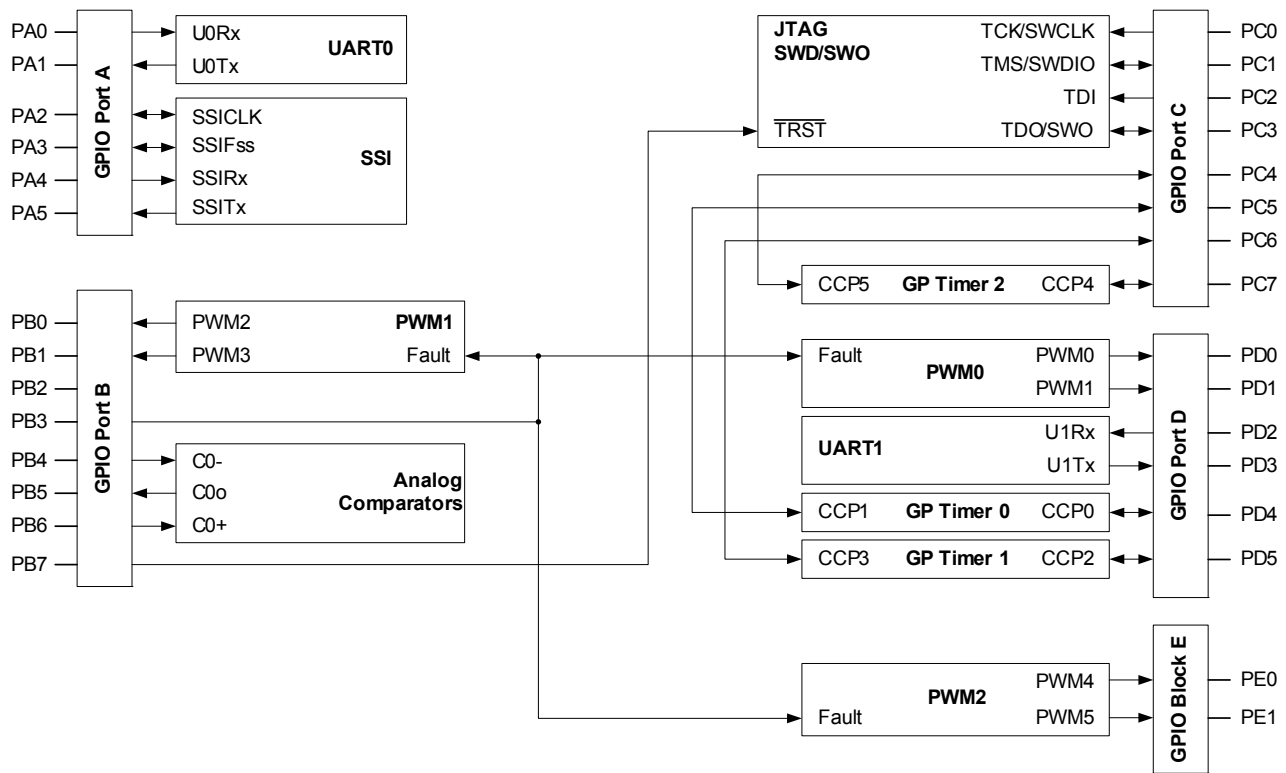 PA0
PA1
PA2
PA3
PA4
PA5
GPIO Port A
U0Rx
U0Tx
UART0
SSICLK
SSIFss
SSIRx
SSITx
SSI
JTAG
SWD/SWO
TCK/SWCLK
TMS/SWDIO
TDI
TRST
TDO/SWO
GPIO Port C
PC0
PC1
PC2
PC3
PC4
PC5
PC6
PC7
CCP5 GP Timer 2 CCP4
PB0
PB1
PB2
PB3
PB4
PB5
PB6
PB7
GPIO Port B
PWM2
PWM3
PWM1
Fault
C0-
C0o
C0+
Analog
Comparators
Fault
PWM0
PWM0
PWM1
UART1
U1Rx
U1Tx
CCP1 GP Timer 0 CCP0
CCP3 GP Timer 1 CCP2
GPIO Port D
PD0
PD1
PD2
PD3
PD4
PD5
Fault
PWM2
PWM4
PWM5
GPIO Block E
PE0
PE1